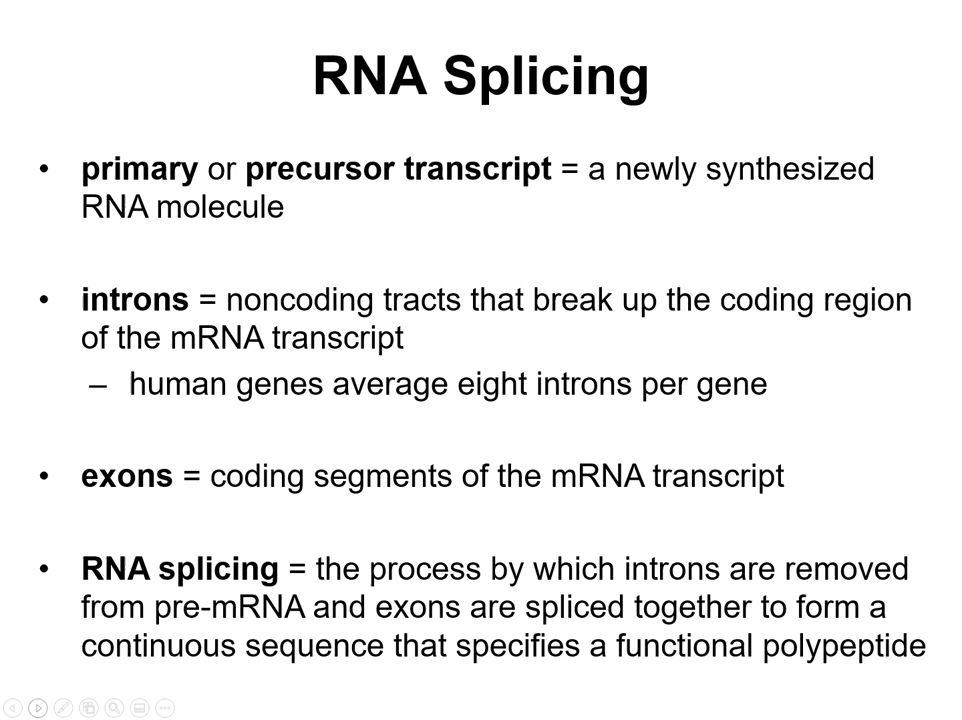 RNA Splicing
• primary or precursor transcript = a newly synthesized
RNA molecule
• introns = noncoding tracts that break up the coding region
of the mRNA transcript
– human genes average eight introns per gene
• exons = coding segments of the mRNA transcript
• RNA splicing = the process by which introns are removed
from pre-mRNA and exons are spliced together to form a
continuous sequence that specifies a functional polypeptide